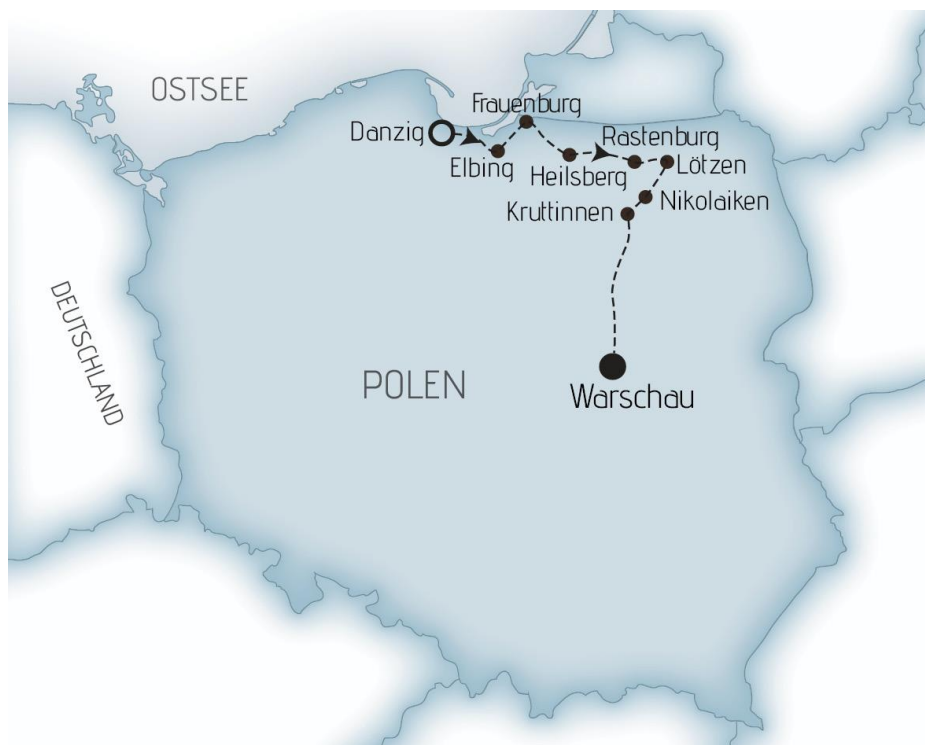 OSTSEE
Frauenburg
Danzig
Rastenburg
Elbing
Heilsberg
Lötzen
Nikolaiken
Kruttinnen
DEUTSCHLAND
POLEN
Warschau